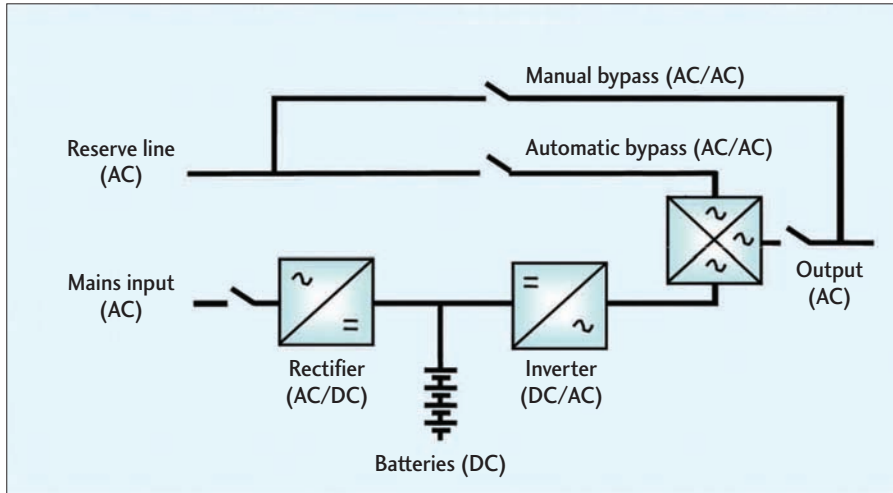 Manual bypass (AC/AC)
Reserve line
(AC)
Automatic bypass (AC/AC)
Mains input
(AC)
Output
(AC)
Rectifier
(AC/DC)
Inverter
(DC/AC)
Batteries (DC)